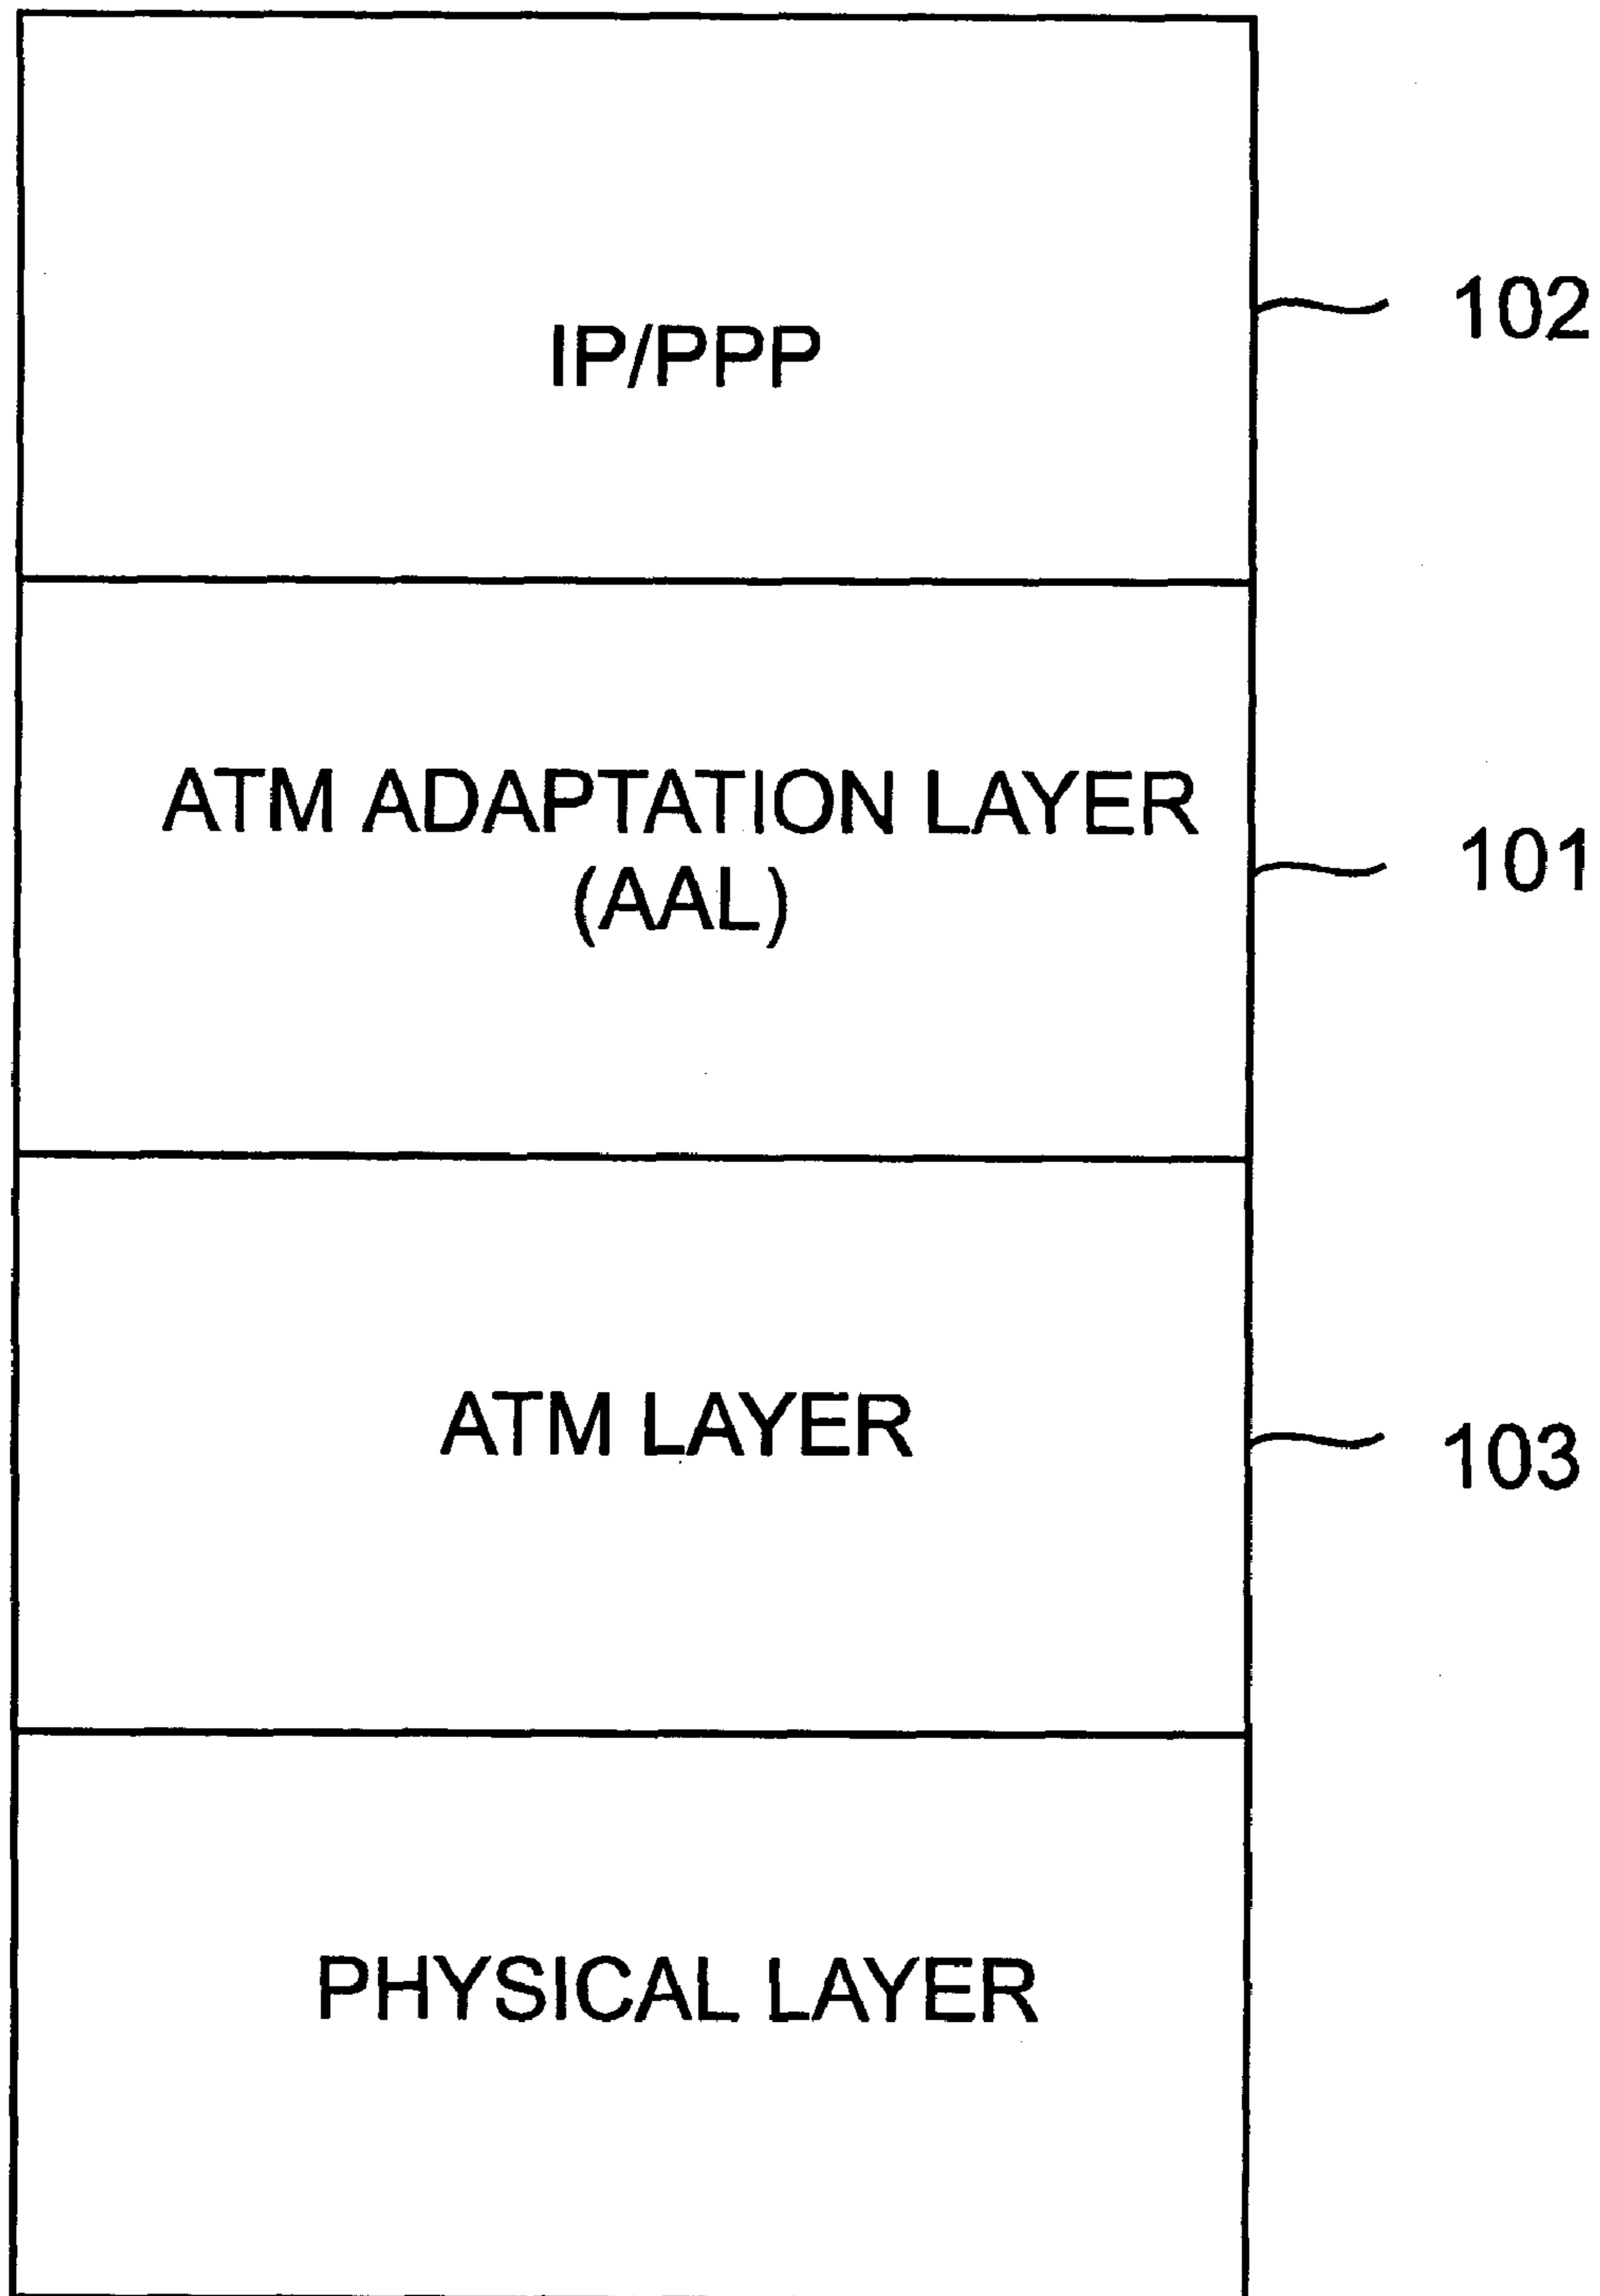 IP/PPP
102
ATM ADAPTATION LAYER
(AAL)
101
ATM LAYER
103
PHYSICAL LAYER